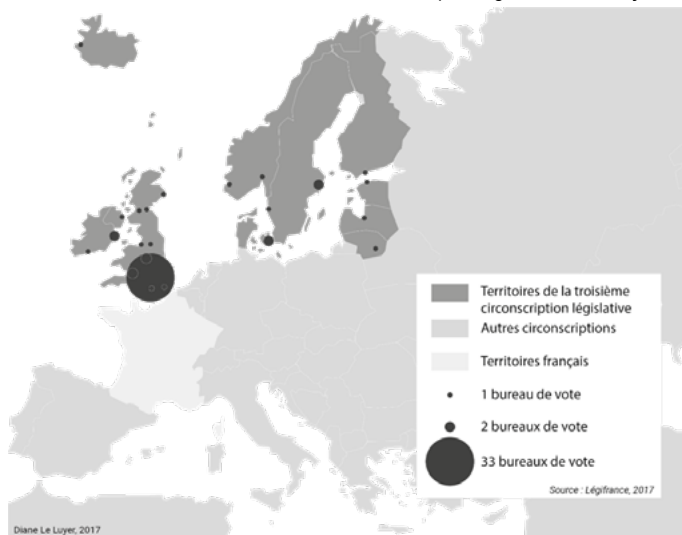 Territoires de la troisième
circonscription législative
Autres circonscriptions
Territoires français
1 bureau de vote
2 bureaux de vote
33 bureaux de vote
Source : Légifrance, 2017
Diane Le Luyer, 2017